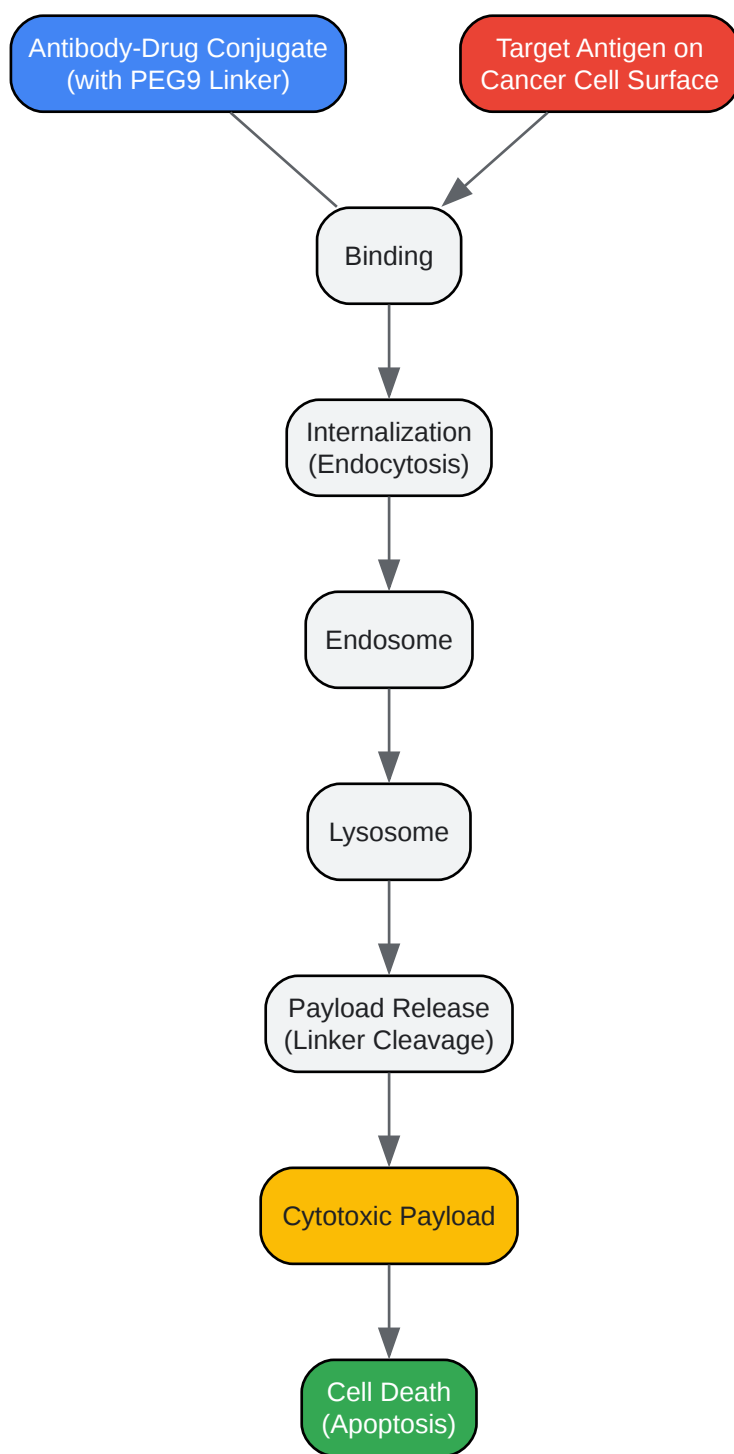 Antibody-Drug Conjugate
(with PEG9 Linker)
Target Antigen on
Cancer Cell Surface
Binding
Internalization
(Endocytosis)
Endosome
Lysosome
Payload Release
(Linker Cleavage)
Cytotoxic Payload
Cell Death
(Apoptosis)